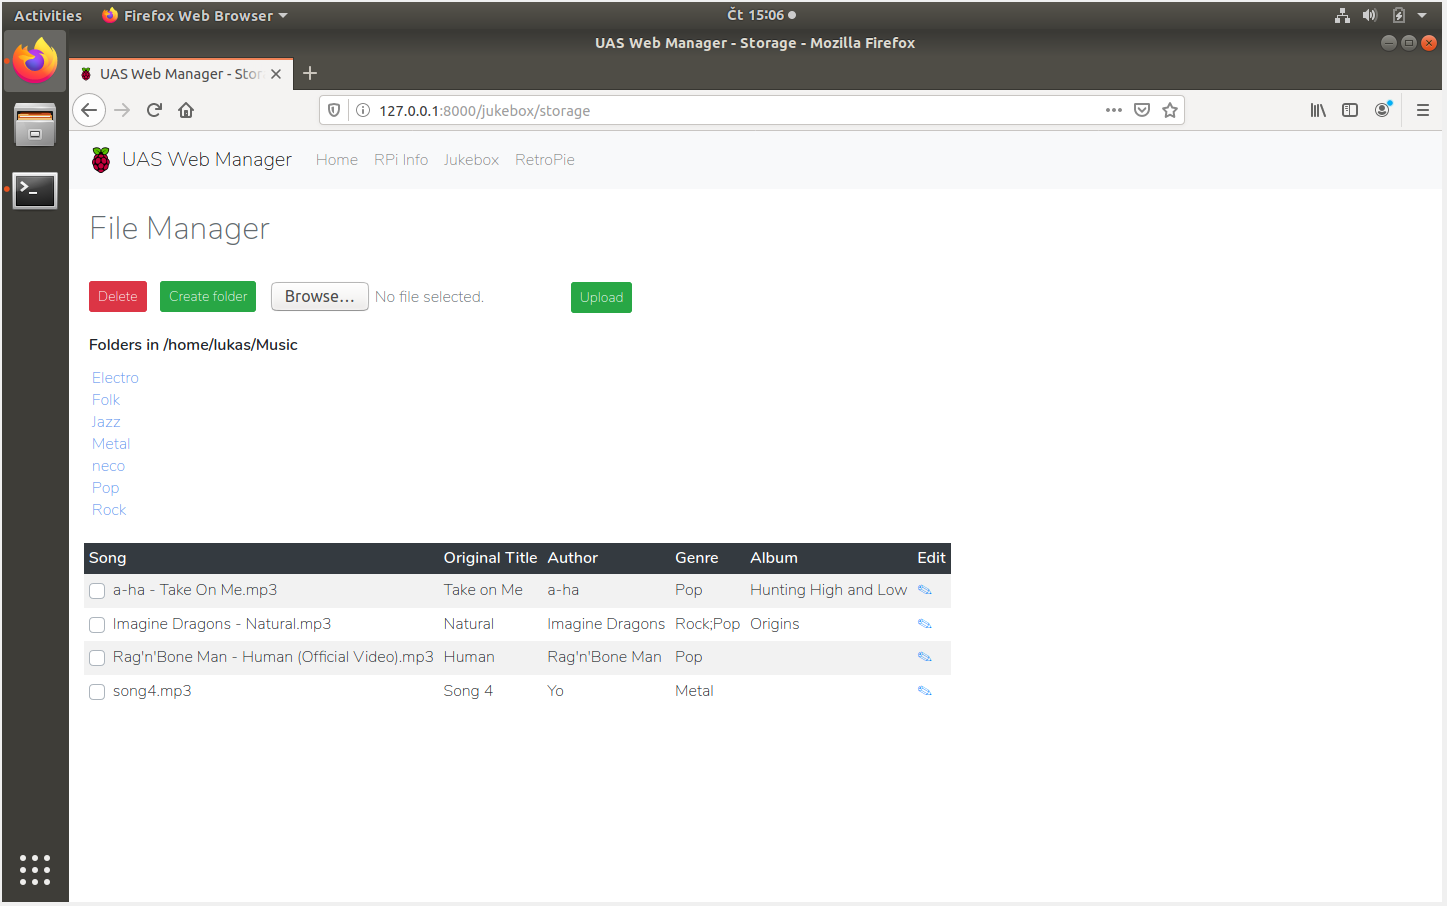 Activities Firefox Web Browser Čt 15:06
UAS Web Manager - Storage - Mozilla Firefox
UAS Web Manager - Stor
127.0.0.1:8000/jukebox/storage
UAS Web Manager Home RPi Info Jukebox RetroPie
File Manager
Delete Create folder Browse... No file selected. Upload
Folders in /home/lukas/Music
Electro
Folk
Jazz
Metal
neco
Pop
Rock
Song Original Title Author Genre Album Edit
a-ha - Take On Me.mp3 Take on Me a-ha Pop Hunting High and Low
Imagine Dragons - Natural.mp3 Natural Imagine Dragons Rock;Pop Origins
Rag'n'Bone Man - Human (Official Video).mp3 Human Rag'n'Bone Man Pop
song4.mp3 Song 4 Yo Metal